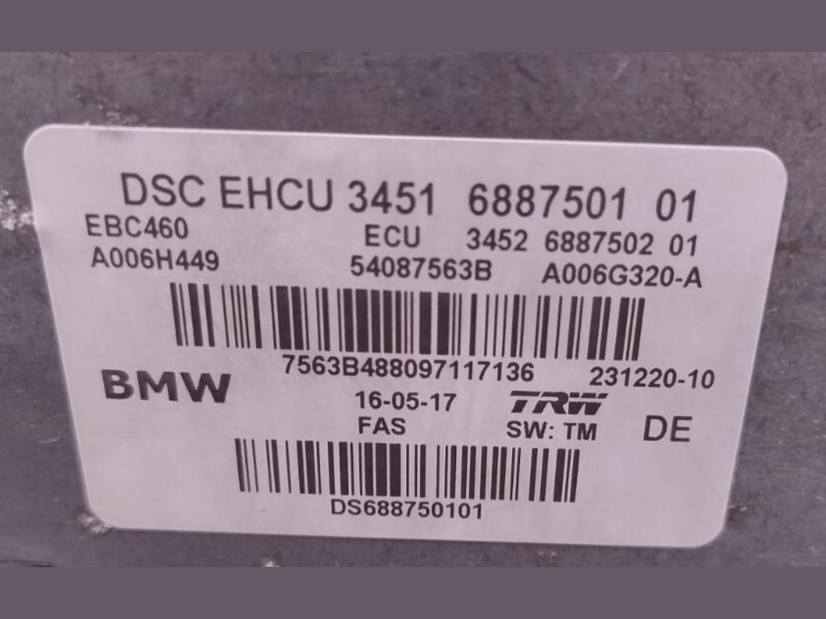 DSC EHCU 3451 6887501 01
EBC460 ECU 3452 6887502 01
A006H449 54087563B A006G320-A
7563B488097117136 231220-10
BMW 16-05-17 TRW
FAS SW: TM DE
DS688750101